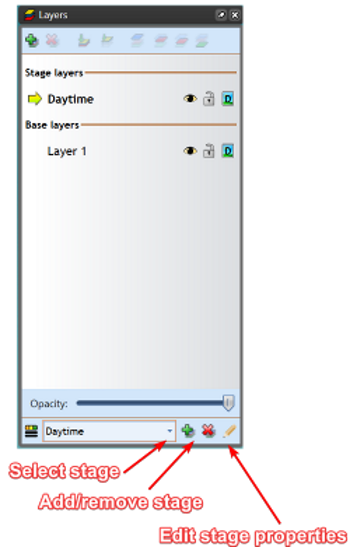 Layers
Stage layers
Daytime
D
Base layers
Layer 1
D
Opacity:
Daytime
Select stage
Add/remove stage
Edit stage properties